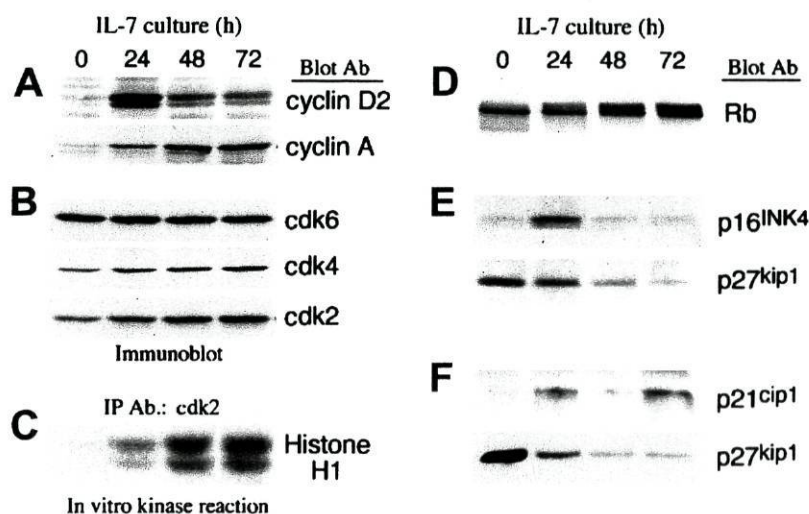 IL-7 culture (h)
0 24 48 72
Blot Ab
A
cyclin D2
cyclin A
B
cdk6
cdk4
cdk2
Immunoblot
IP Ab.: cdk2
C
Histone
H1
In vitro kinase reaction
IL-7 culture (h)
0 24 48 72
Blot Ab
D
Rb
E
p16INK4
p27kip1
F
p21cip1
p27kip1